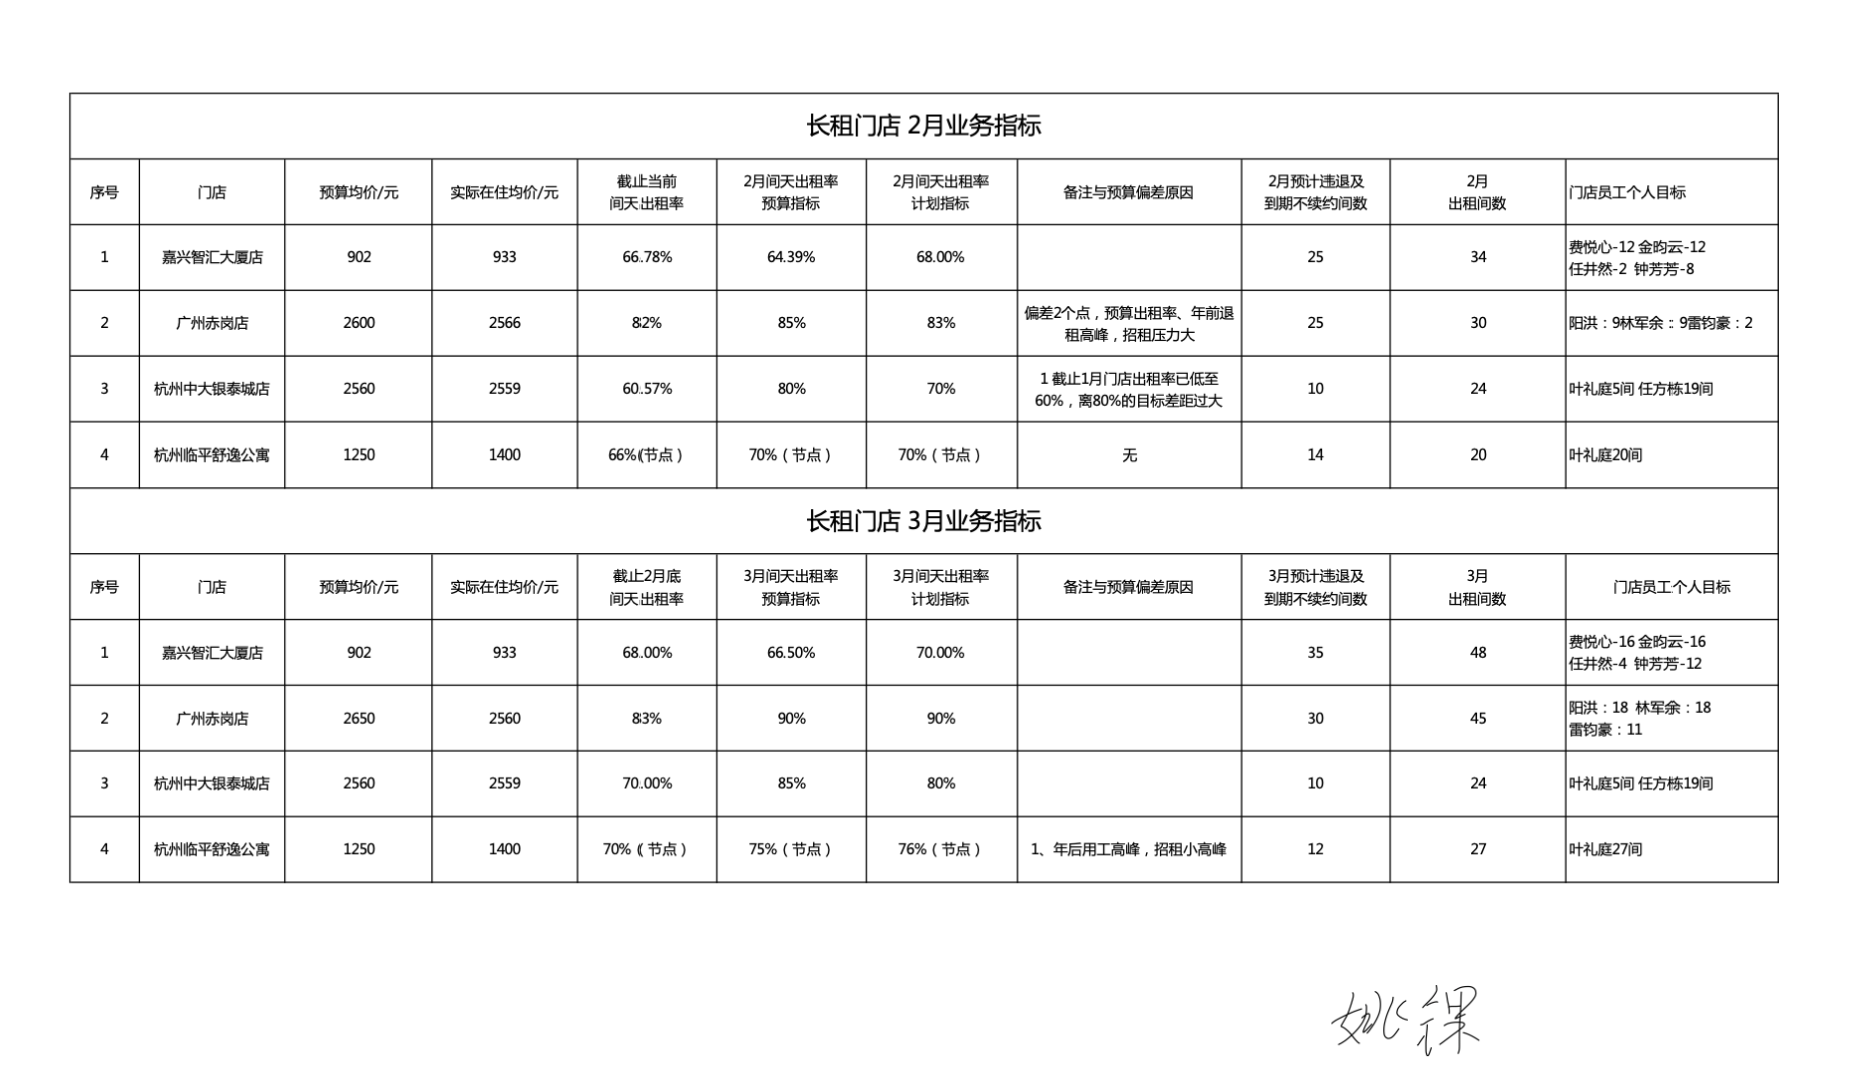 长租门店 2月业务指标
序号 门店 预算均价/元 实际在住均价/元 截止当前间天出租率 2月间天出租率预算指标 2月间天出租率计划指标 备注与预算偏差原因 2月预计违退及到期不续约间数 2月出租间数 门店员工个人目标
1 嘉兴智汇大厦店 902 933 66.78% 64.39% 68.00% 25 34 费悦心-12 金昀云-12 任井然-2 钟芳芳-8
2 广州赤岗店 2600 2566 82% 85% 83% 偏差2个点，预算出租率、年前退租高峰，招租压力大 25 30 阳洪：9林军余：9雷钧豪：2
3 杭州中大银泰城店 2560 2559 60.57% 80% 70% 1 截止1月门店出租率已低至60%，离80%的目标差距过大 10 24 叶礼庭5间 任方栋19间
4 杭州临平舒逸公寓 1250 1400 66%(节点） 70%（节点） 70%（节点） 无 14 20 叶礼庭20间
长租门店 3月业务指标
序号 门店 预算均价/元 实际在住均价/元 截止2月底间天出租率 3月间天出租率预算指标 3月间天出租率计划指标 备注与预算偏差原因 3月预计违退及到期不续约间数 3月出租间数 门店员工个人目标
1 嘉兴智汇大厦店 902 933 68.00% 66.50% 70.00% 35 48 费悦心-16 金昀云-16 任井然-4 钟芳芳-12
2 广州赤岗店 2650 2560 83% 90% 90% 30 45 阳洪：18 林军余：18 雷钧豪：11
3 杭州中大银泰城店 2560 2559 70.00% 85% 80% 10 24 叶礼庭5间 任方栋19间
4 杭州临平舒逸公寓 1250 1400 70%（节点） 75%（节点） 76%（节点） 1、年后用工高峰，招租小高峰 12 27 叶礼庭27间